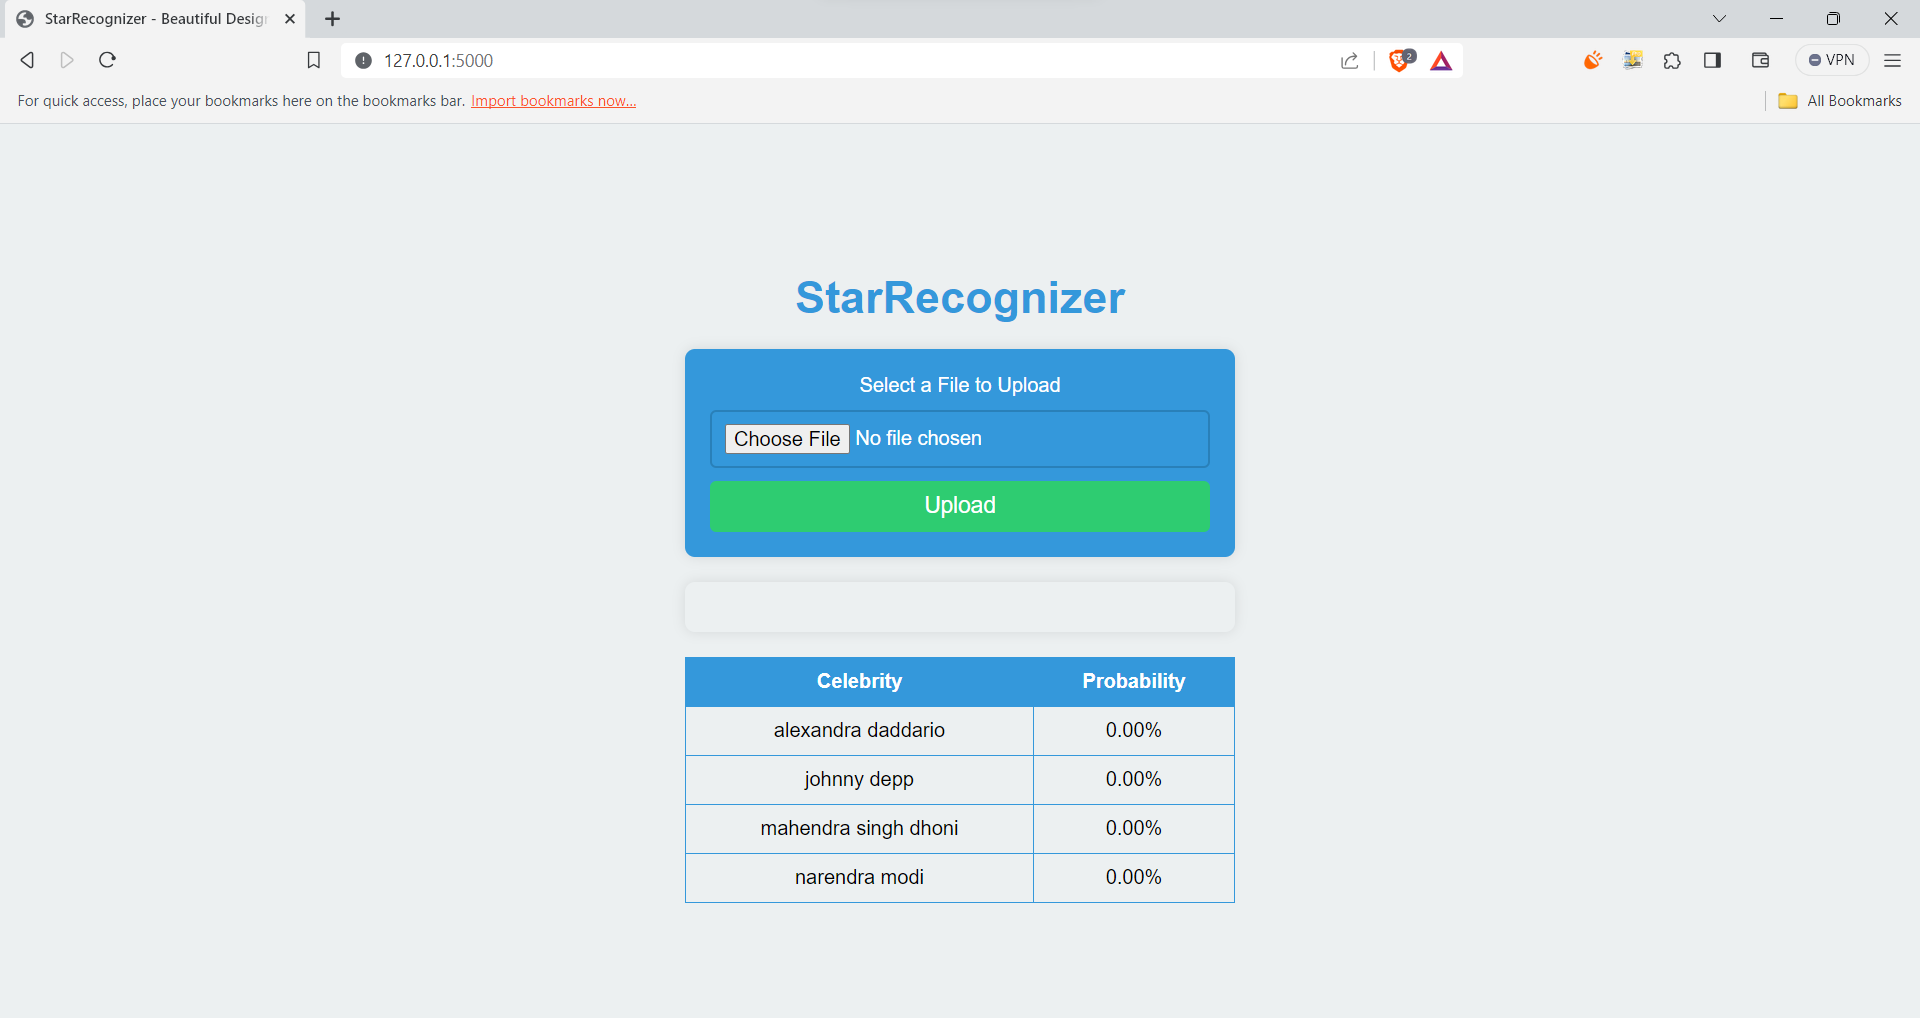 StarRecognizer - Beautiful Desig
127.0.0.1:5000
2
VPN
For quick access, place your bookmarks here on the bookmarks bar. Import bookmarks now...
All Bookmarks
StarRecognizer
Select a File to Upload
Choose File No file chosen
Upload
Celebrity Probability
alexandra daddario 0.00%
johnny depp 0.00%
mahendra singh dhoni 0.00%
narendra modi 0.00%